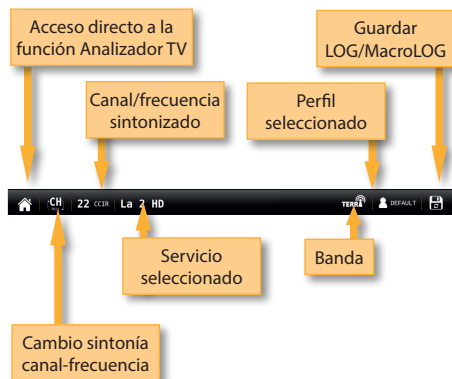 Acceso directo a la
función Analizador TV
Guardar
LOG/MacroLOG
Canal/frecuencia
sintonizado
Perfil
seleccionado
CH 22 CCIR La 2 HD TERR DEFAULT
Servicio
seleccionado
Banda
Cambio sintonía
canal-frecuencia